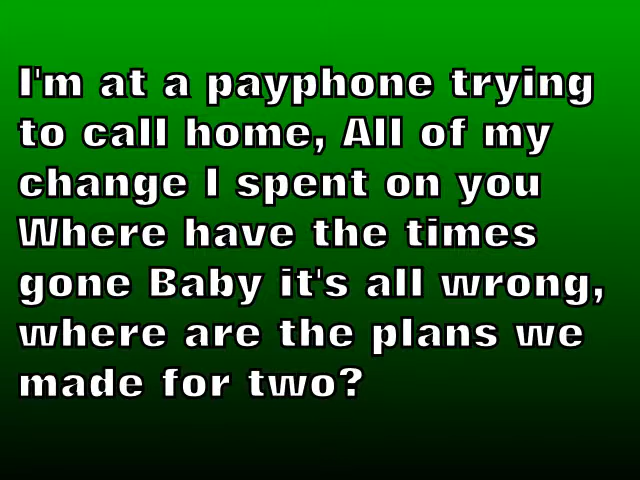 I'm at a payphone trying
to call home, All of my
change I spent on you
Where have the times
gone Baby it's all wrong,
where are the plans we
made for two?